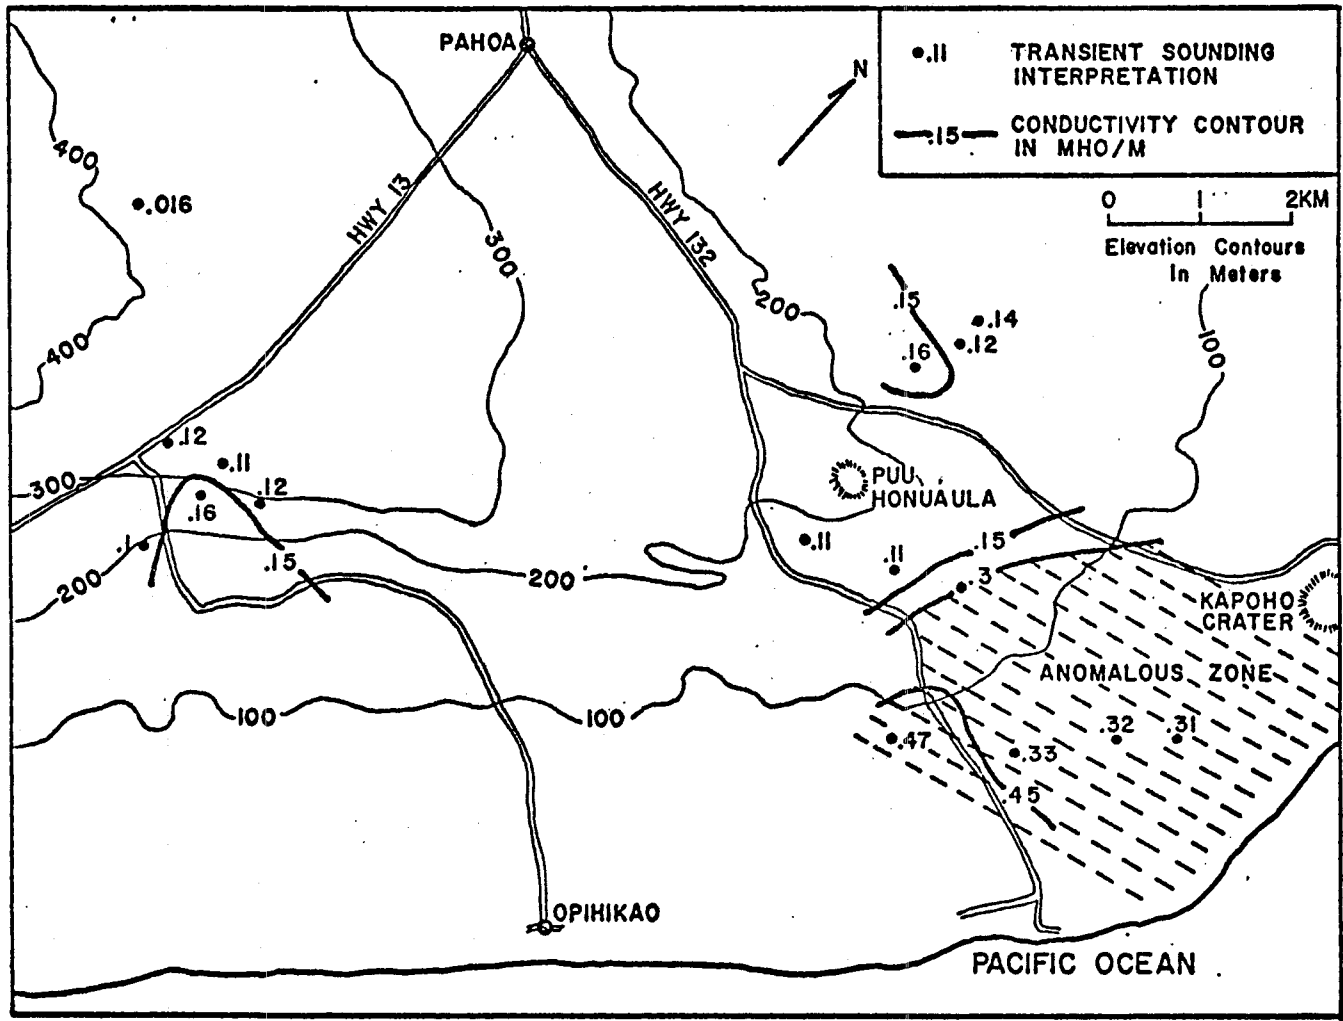 PAHOA
N
.11 TRANSIENT SOUNDING
INTERPRETATION
.15 CONDUCTIVITY CONTOUR
IN MHO/M
0 1 2KM
Elevation Contours
In Meters
400
.016
HWY 13
HWY 132
300
200
.15
.14
.12
.16
100
400
.12
.11
.12
.16
300
.1
.15
200
200
PUU
HONUAULA
.11
.11
.15
.3
KAPOHO
CRATER
ANOMALOUS ZONE
100
100
.47
.33
.32
.31
.45
OPIHIKAO
PACIFIC OCEAN